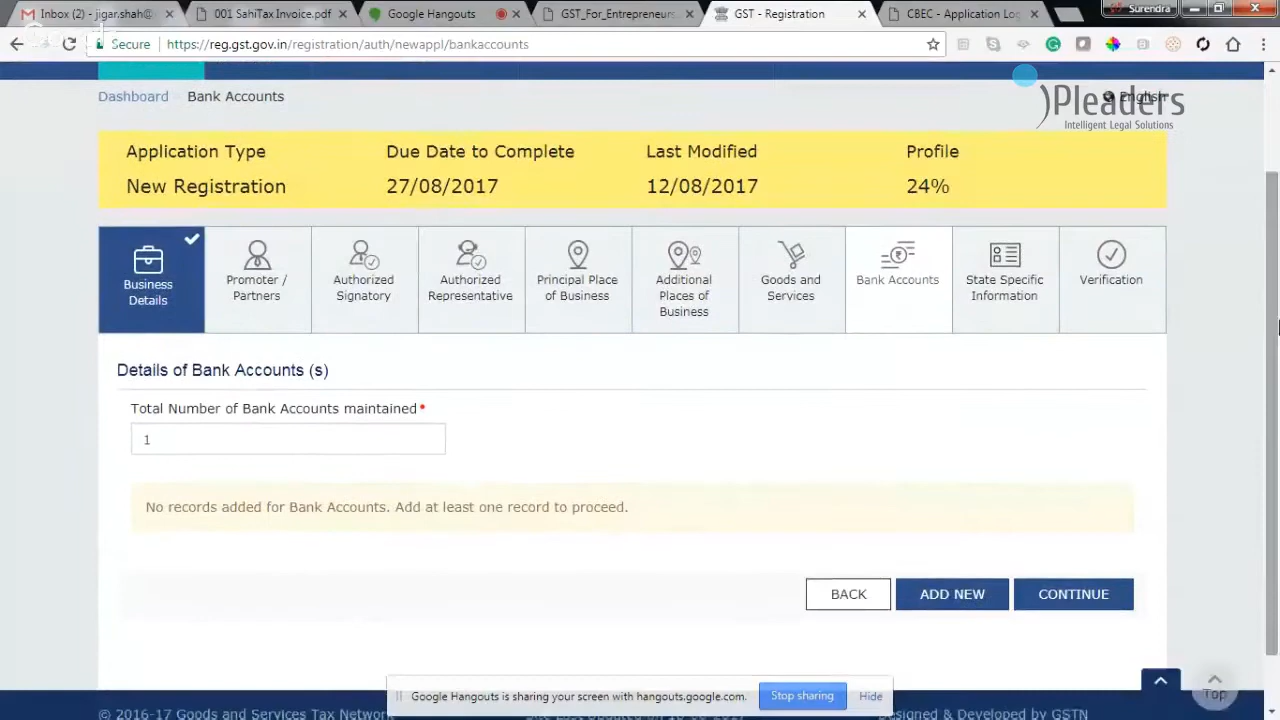 Inbox (2) - jigar.shah@
001 SahiTax Invoice.pdf
Google Hangouts
GST_For_Entrepreneurs
GST - Registration
CBEC - Application Lo
Surendra
Secure
https://reg.gst.gov.in/registration/auth/newappl/bankaccounts
Dashboard Bank Accounts
English
Pleaders
Intelligent Legal Solutions
Application Type Due Date to Complete Last Modified Profile
New Registration 27/08/2017 12/08/2017 24%
Business
Details
Promoter /
Partners
Authorized
Signatory
Authorized
Representative
Principal Place
of Business
Additional
Places of
Business
Goods and
Services
Bank Accounts
State Specific
Information
Verification
Details of Bank Accounts (s)
Total Number of Bank Accounts maintained*
1
No records added for Bank Accounts. Add at least one record to proceed.
BACK ADD NEW CONTINUE
Google Hangouts is sharing your screen with hangouts.google.com. Stop sharing Hide
Top
© 2016-17 Goods and Services Tax Network
Designed & Developed by GSTN